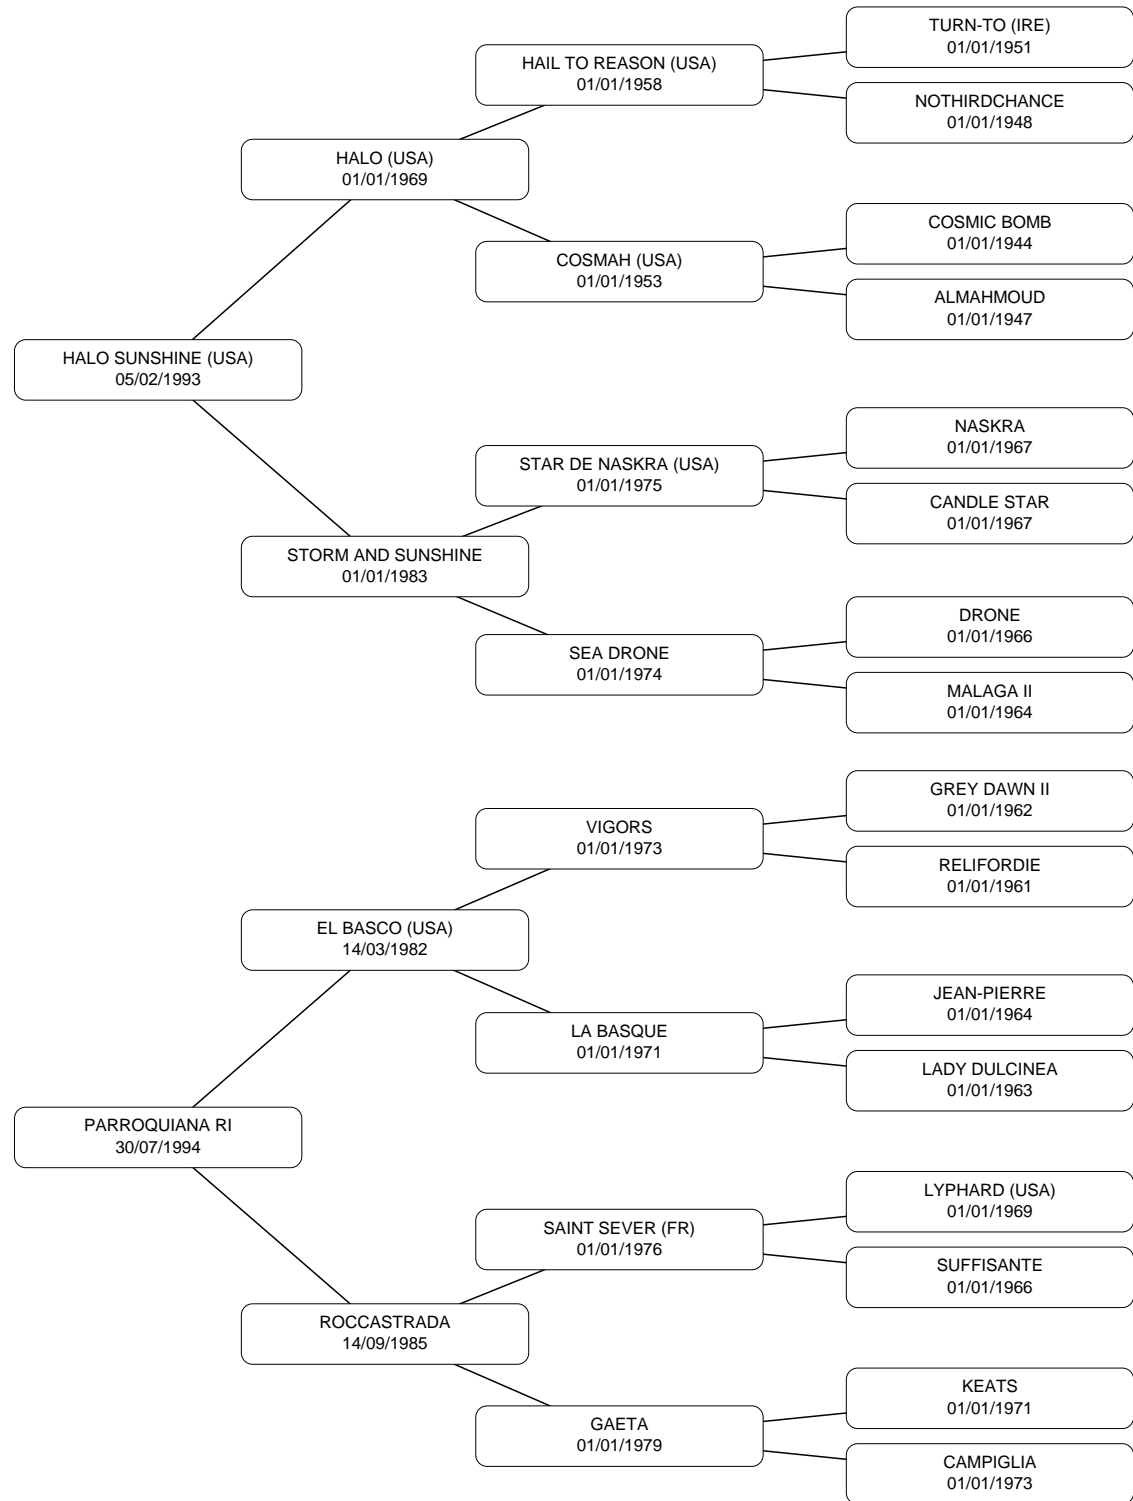 TURN-TO (IRE)
01/01/1951
HAIL TO REASON (USA)
01/01/1958
NOTHIRDCHANCE
01/01/1948
HALO (USA)
01/01/1969
COSMIC BOMB
01/01/1944
COSMAH (USA)
01/01/1953
ALMAHMOUD
01/01/1947
HALO SUNSHINE (USA)
05/02/1993
NASKRA
01/01/1967
STAR DE NASKRA (USA)
01/01/1975
CANDLE STAR
01/01/1967
STORM AND SUNSHINE
01/01/1983
DRONE
01/01/1966
SEA DRONE
01/01/1974
MALAGA II
01/01/1964
GREY DAWN II
01/01/1962
VIGORS
01/01/1973
RELIFORDIE
01/01/1961
EL BASCO (USA)
14/03/1982
JEAN-PIERRE
01/01/1964
LA BASQUE
01/01/1971
LADY DULCINEA
01/01/1963
PARROQUIANA RI
30/07/1994
LYPHARD (USA)
01/01/1969
SAINT SEVER (FR)
01/01/1976
SUFFISANTE
01/01/1966
ROCCASTRADA
14/09/1985
KEATS
01/01/1971
GAETA
01/01/1979
CAMPIGLIA
01/01/1973